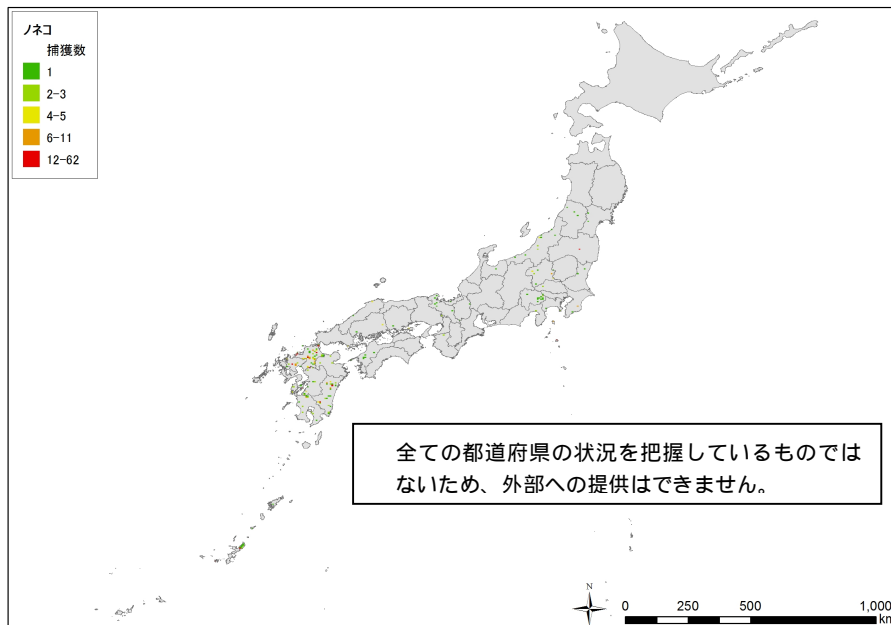 ノネコ
捕獲数
1
2-3
4-5
6-11
12-62
全ての都道府県の状況を把握しているものでは
ないため、外部への提供はできません。
N
0 250 500 1,000
km